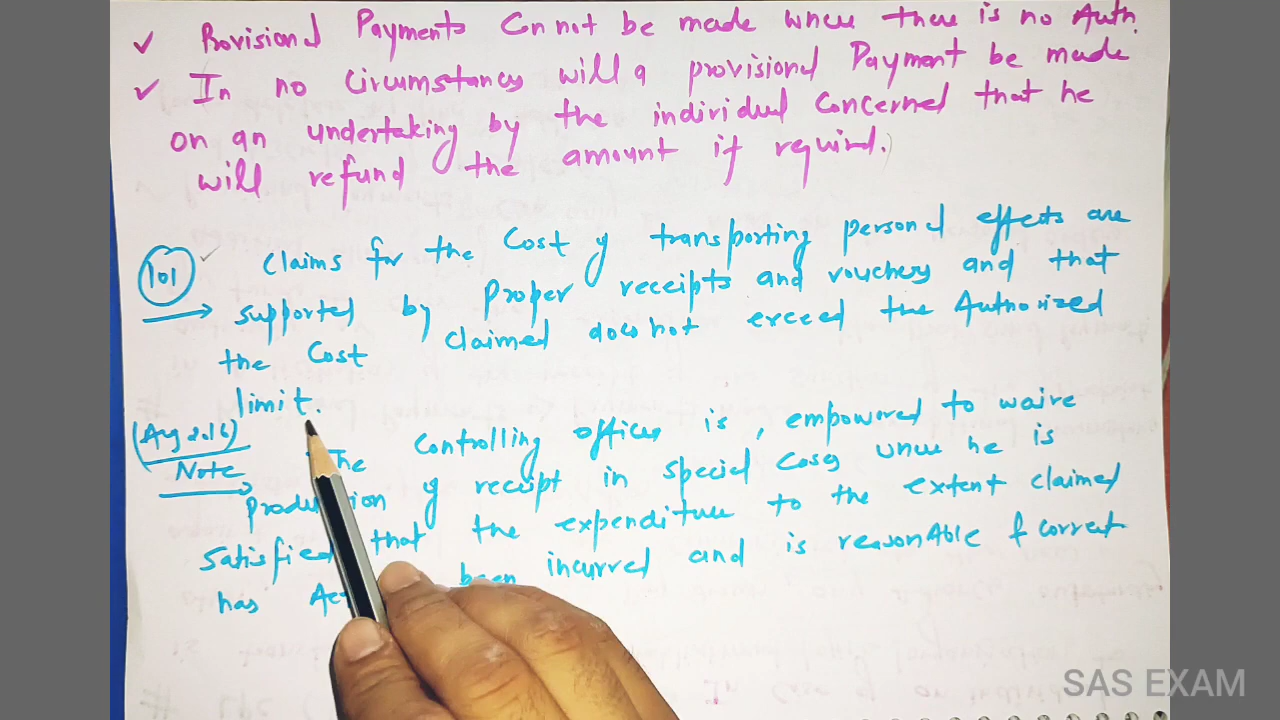 ✓ Provisional Payments Cannot be made where there is no Auth.
✓ In no circumstances will a provisional Payment be made
on an undertaking by the individual concerned that he
will refund the amount if required.
101 Claims for the Cost of transporting personal effects are
supported by proper receipts and vouchers and that
the Cost claimed does not exceed the Authorized
limit.
(Aug 2016)
Note The Controlling officer is, empowered to waive
production of receipt in special Cases where he is
satisfied that the expenditure to the extent claimed
has been incurred and is reasonable & correct
SAS EXAM